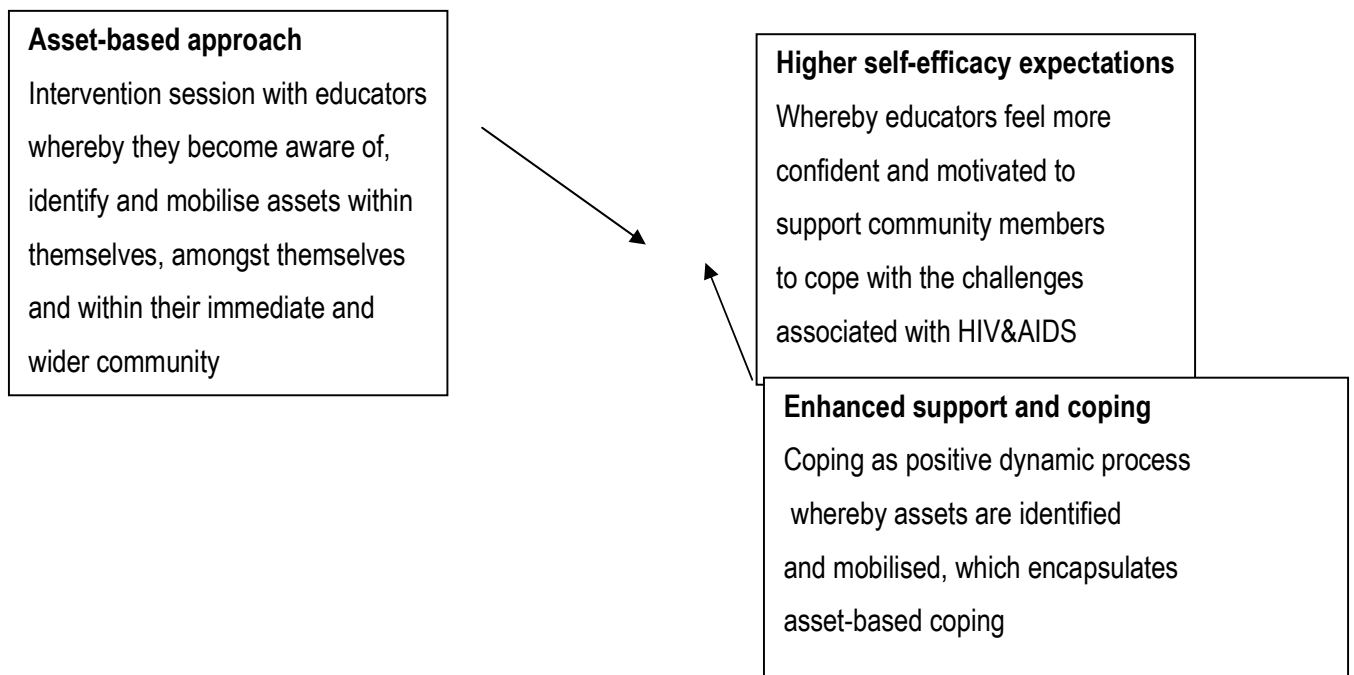 Asset-based approach
Intervention session with educators
whereby they become aware of,
identify and mobilise assets within
themselves, amongst themselves
and within their immediate and
wider community
Higher self-efficacy expectations
Whereby educators feel more
confident and motivated to
support community members
to cope with the challenges
associated with HIV&AIDS
Enhanced support and coping
Coping as positive dynamic process
whereby assets are identified
and mobilised, which encapsulates
asset-based coping